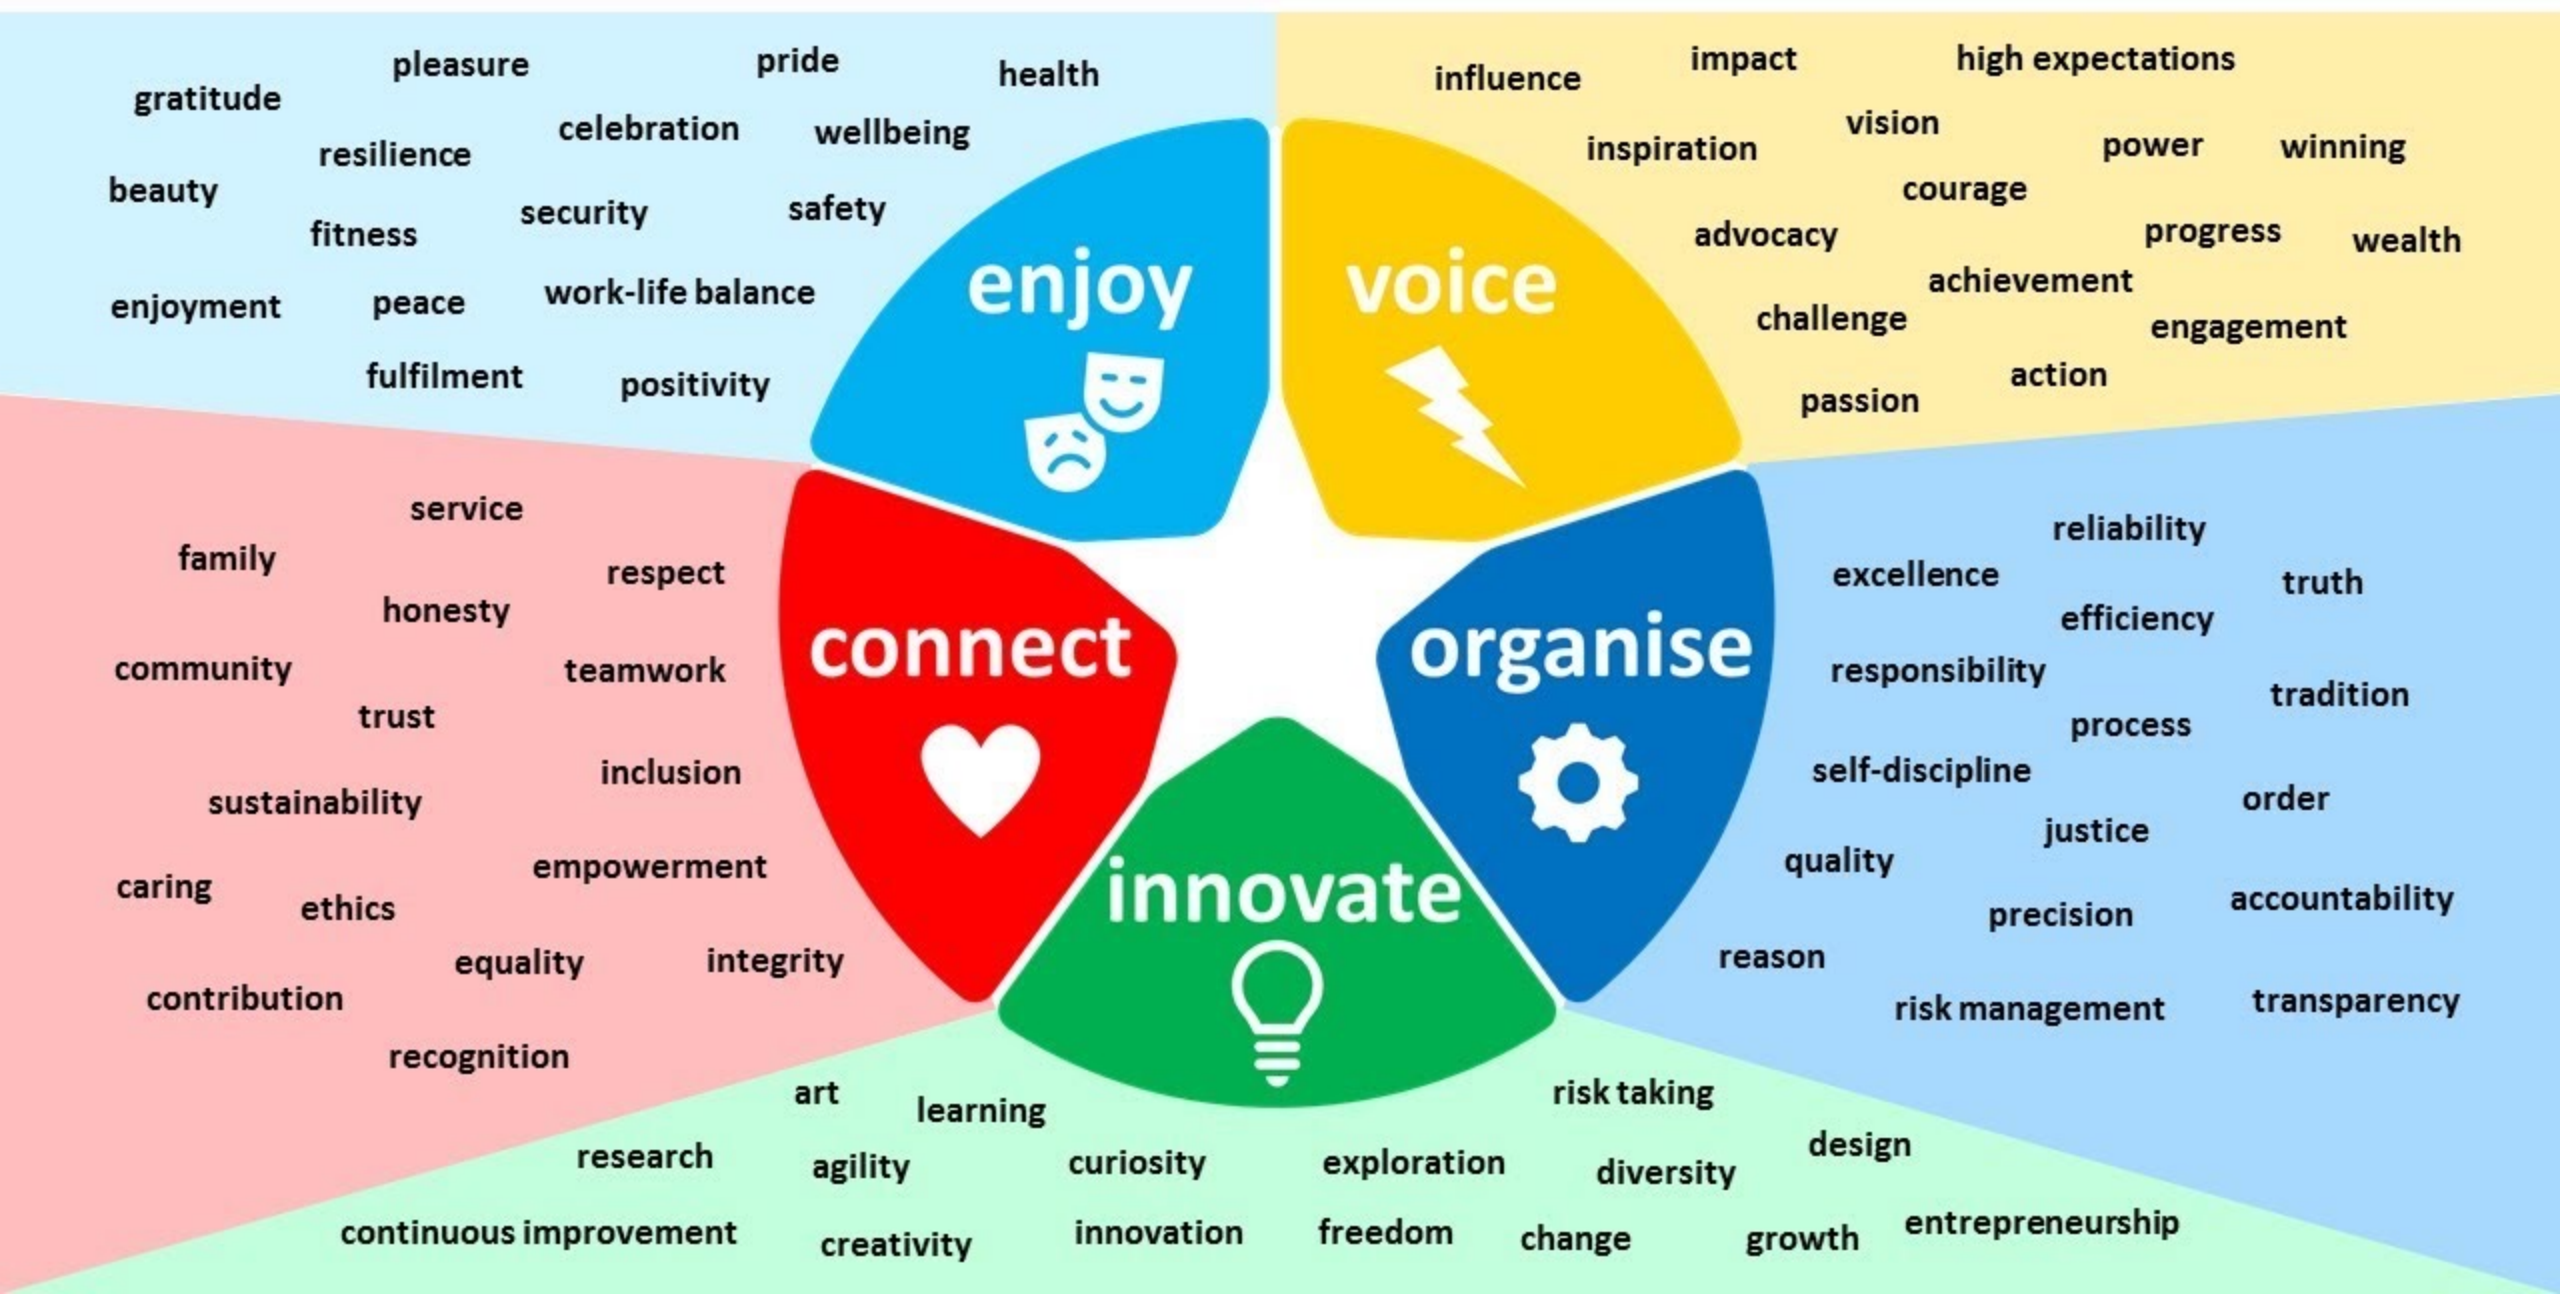 pleasure
pride
health
gratitude
celebration
wellbeing
resilience
beauty
security
safety
fitness
enjoyment
peace
work-life balance
fulfilment
positivity
enjoy
influence
impact
high expectations
inspiration
vision
power
winning
courage
advocacy
progress
wealth
achievement
challenge
engagement
action
passion
voice
service
family
respect
honesty
community
teamwork
trust
inclusion
sustainability
empowerment
caring
ethics
equality
integrity
contribution
recognition
connect
reliability
excellence
truth
efficiency
responsibility
tradition
process
self-discipline
order
justice
quality
accountability
precision
reason
risk management
transparency
organise
innovate
art
learning
risk taking
research
agility
curiosity
exploration
diversity
design
continuous improvement
creativity
innovation
freedom
change
growth
entrepreneurship